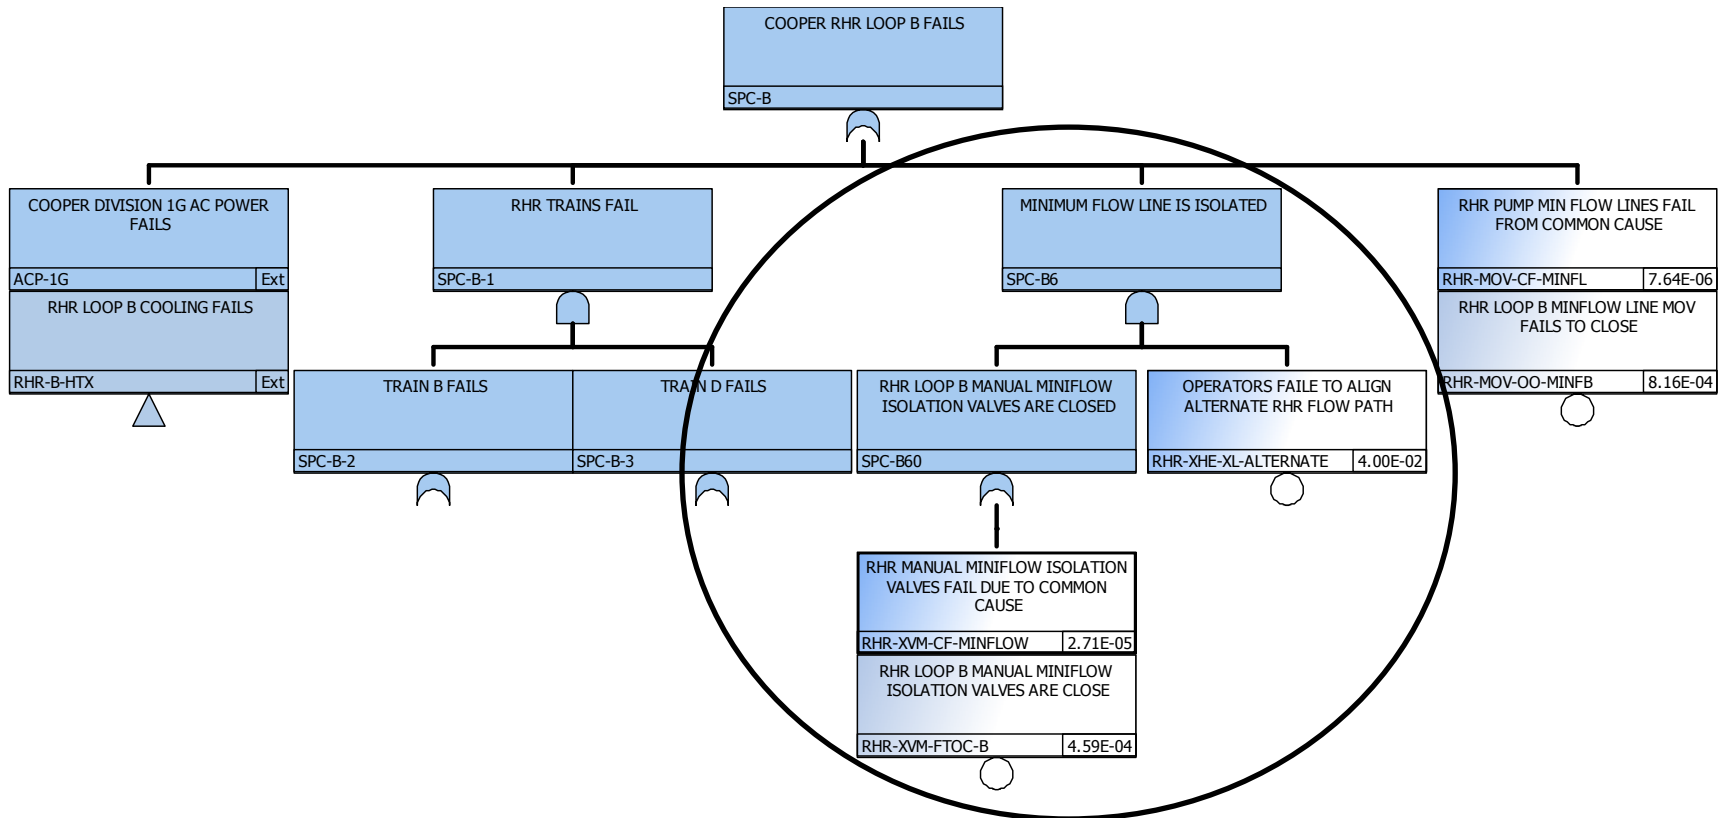 COOPER RHR LOOP B FAILS
SPC-B
COOPER DIVISION 1G AC POWER
FAILS
ACP-1G Ext
RHR LOOP B COOLING FAILS
RHR-B-HTX Ext
RHR TRAINS FAIL
SPC-B-1
MINIMUM FLOW LINE IS ISOLATED
SPC-B6
RHR PUMP MIN FLOW LINES FAIL
FROM COMMON CAUSE
RHR-MOV-CF-MINFL 7.64E-06
RHR LOOP B MINFLOW LINE MOV
FAILS TO CLOSE
RHR-MOV-OO-MINFB 8.16E-04
TRAIN B FAILS
SPC-B-2
TRAIN D FAILS
SPC-B-3
RHR LOOP B MANUAL MINIFLOW
ISOLATION VALVES ARE CLOSED
SPC-B60
OPERATORS FAILE TO ALIGN
ALTERNATE RHR FLOW PATH
RHR-XHE-XL-ALTERNATE 4.00E-02
RHR MANUAL MINIFLOW ISOLATION
VALVES FAIL DUE TO COMMON
CAUSE
RHR-XVM-CF-MINFLOW 2.71E-05
RHR LOOP B MANUAL MINIFLOW
ISOLATION VALVES ARE CLOSE
RHR-XVM-FTOC-B 4.59E-04